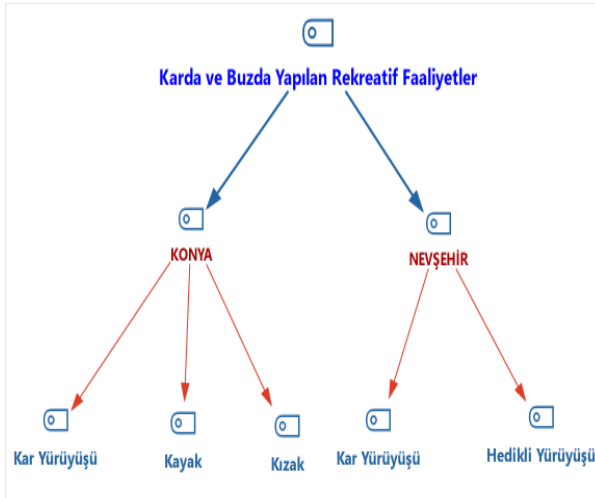 Karda ve Buzda Yapılan Rekreatif Faaliyetler
KONYA
NEVŞEHİR
Kar Yürüyüşü
Kayak
Kızak
Kar Yürüyüşü
Hedikli Yürüyüşü